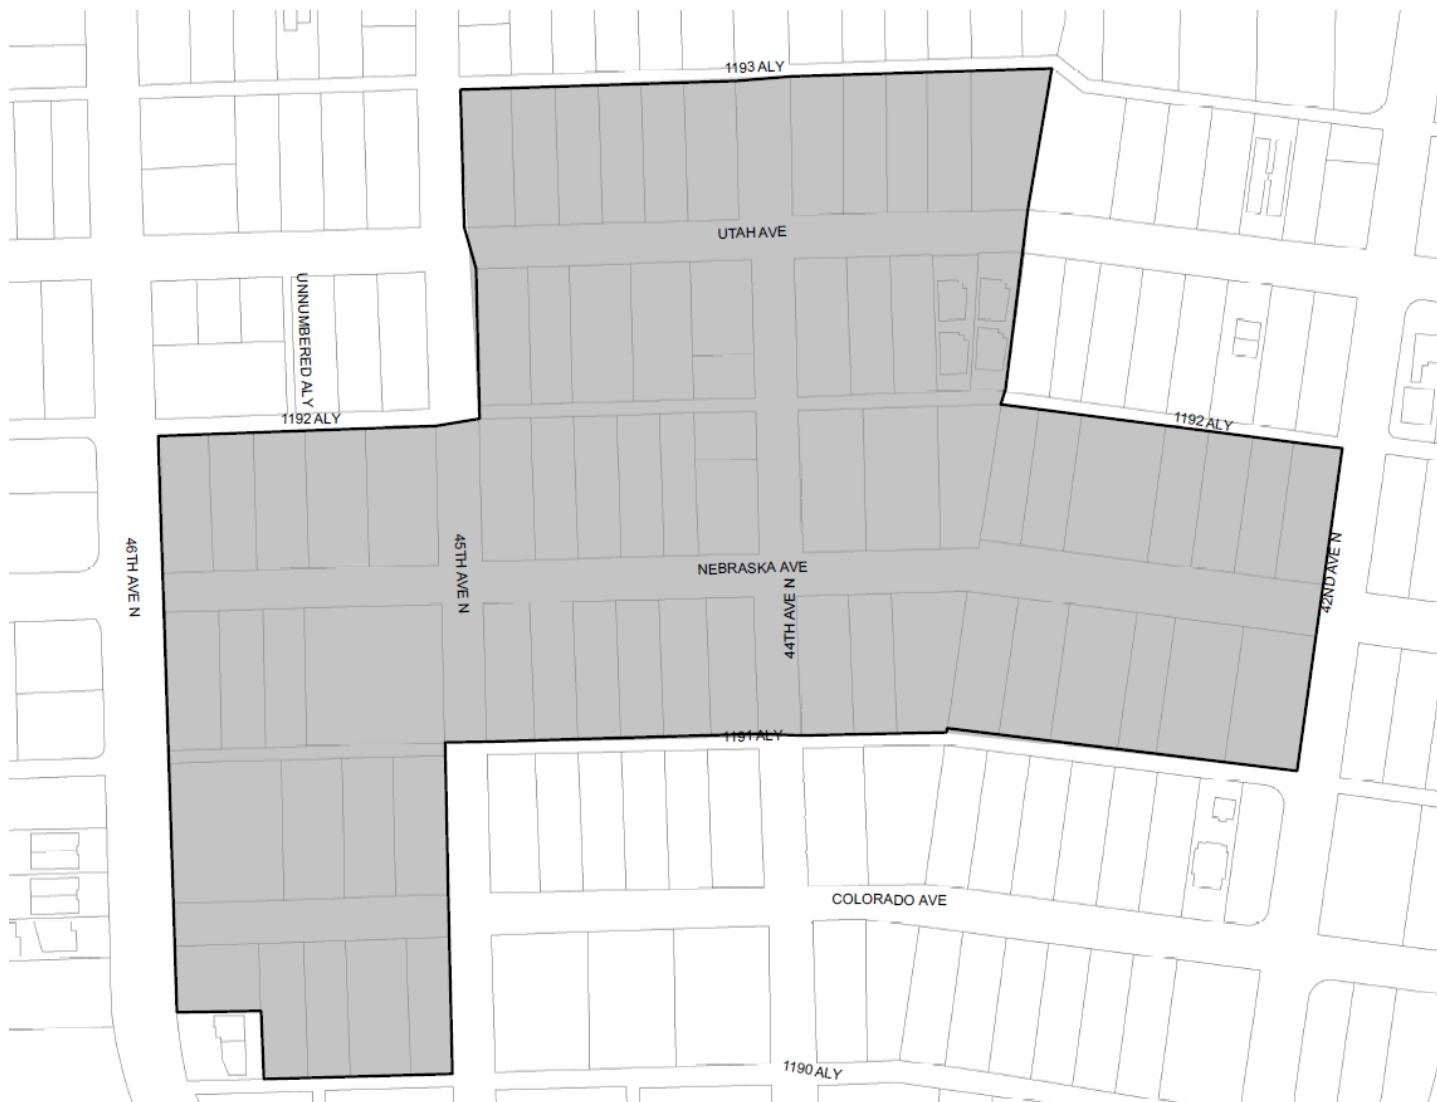 1193 ALY
UTAH AVE
UNNUMBERED ALY
1192 ALY
1192 ALY
46TH AVE N
45TH AVE N
NEBRASKA AVE
44TH AVE N
42ND AVE N
1191 ALY
COLORADO AVE
1190 ALY